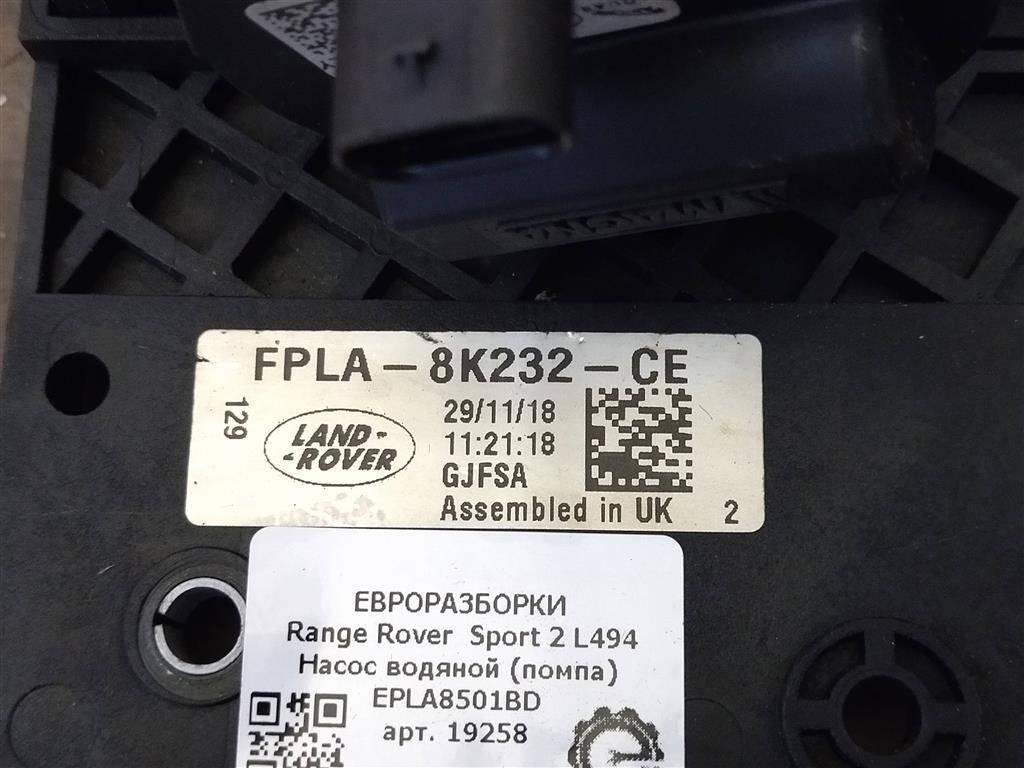 MAGNA
FPLA-8K232-CE
129
LAND-
-ROVER
29/11/18
11:21:18
GJFSA
Assembled in UK 2
ЕВРОРАЗБОРКИ
Range Rover Sport 2 L494
Насос водяной (помпа)
EPLA8501BD
арт. 19258